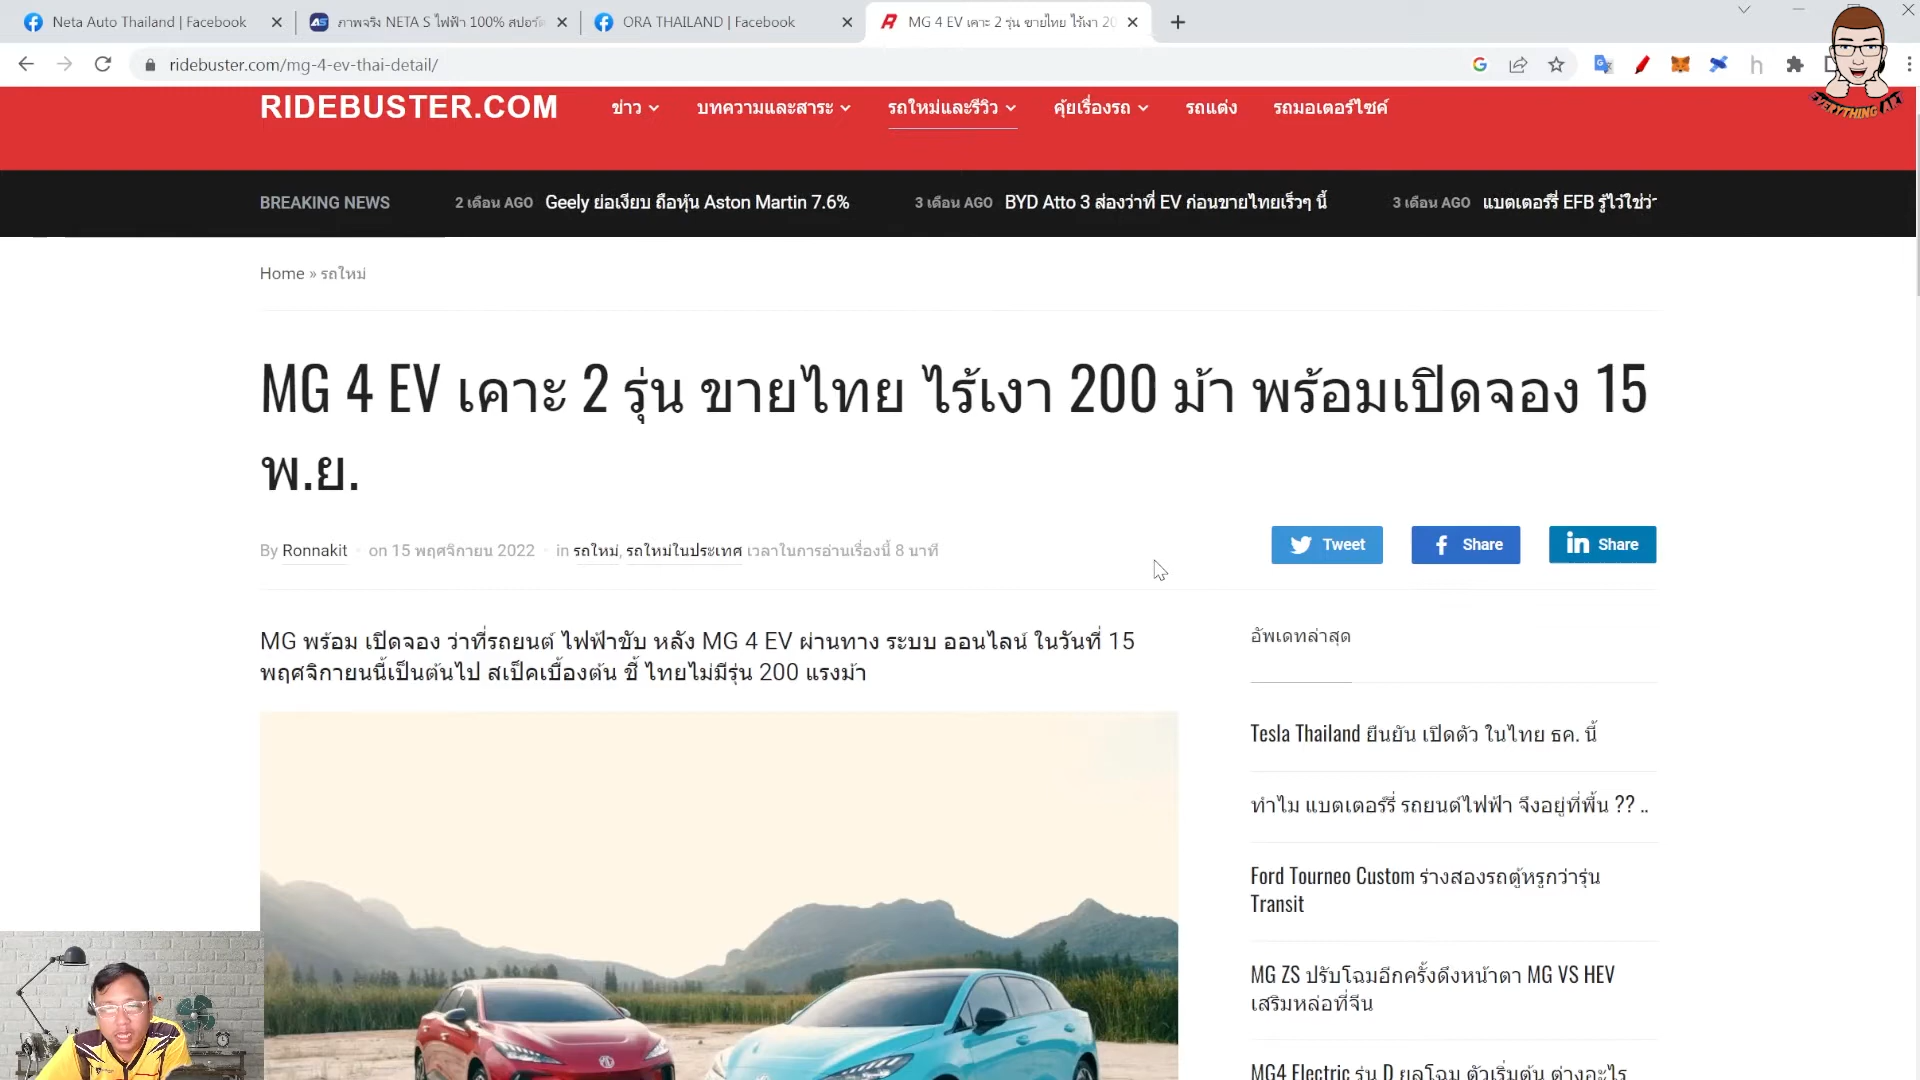 Neta Auto Thailand | Facebook
ภาพจริง NETA S ไฟฟ้า 100% สปอร์ต
ORA THAILAND | Facebook
MG 4 EV เคาะ 2 รุ่น ขายไทย ไร้เงา 20
ridebuster.com/mg-4-ev-thai-detail/
EVERYTHING ART
RIDEBUSTER.COM
ข่าว
บทความและสาระ
รถใหม่และรีวิว
คุ้ยเรื่องรถ
รถแต่ง
รถมอเตอร์ไซค์
BREAKING NEWS
2 เดือน AGO Geely ย่อเงียบ ถือหุ้น Aston Martin 7.6%
3 เดือน AGO BYD Atto 3 ส่องว่าที่ EV ก่อนขายไทยเร็วๆ นี้
3 เดือน AGO แบตเตอร์รี่ EFB รู้ไว้ใช่ว่า
Home » รถใหม่
MG 4 EV เคาะ 2 รุ่น ขายไทย ไร้เงา 200 ม้า พร้อมเปิดจอง 15
พ.ย.
By Ronnakit on 15 พฤศจิกายน 2022 in รถใหม่, รถใหม่ในประเทศ เวลาในการอ่านเรื่องนี้ 8 นาที
Tweet
Share
Share
MG พร้อม เปิดจอง ว่าที่รถยนต์ ไฟฟ้าขับ หลัง MG 4 EV ผ่านทาง ระบบ ออนไลน์ ในวันที่ 15
พฤศจิกายนนี้เป็นต้นไป สเป็คเบื้องต้น ชี้ ไทยไม่มีรุ่น 200 แรงม้า
อัพเดทล่าสุด
Tesla Thailand ยืนยัน เปิดตัว ในไทย ธค. นี้
ทำไม แบตเตอร์รี่ รถยนต์ไฟฟ้า จึงอยู่ที่พื้น ?? ..
Ford Tourneo Custom ร่างสองรถตู้หรูกว่ารุ่น
Transit
MG ZS ปรับโฉมอีกครั้งดึงหน้าตา MG VS HEV
เสริมหล่อที่จีน
MG4 Electric รุ่น D ยลโฉม ตัวเริ่มต้น ต่างอะไร